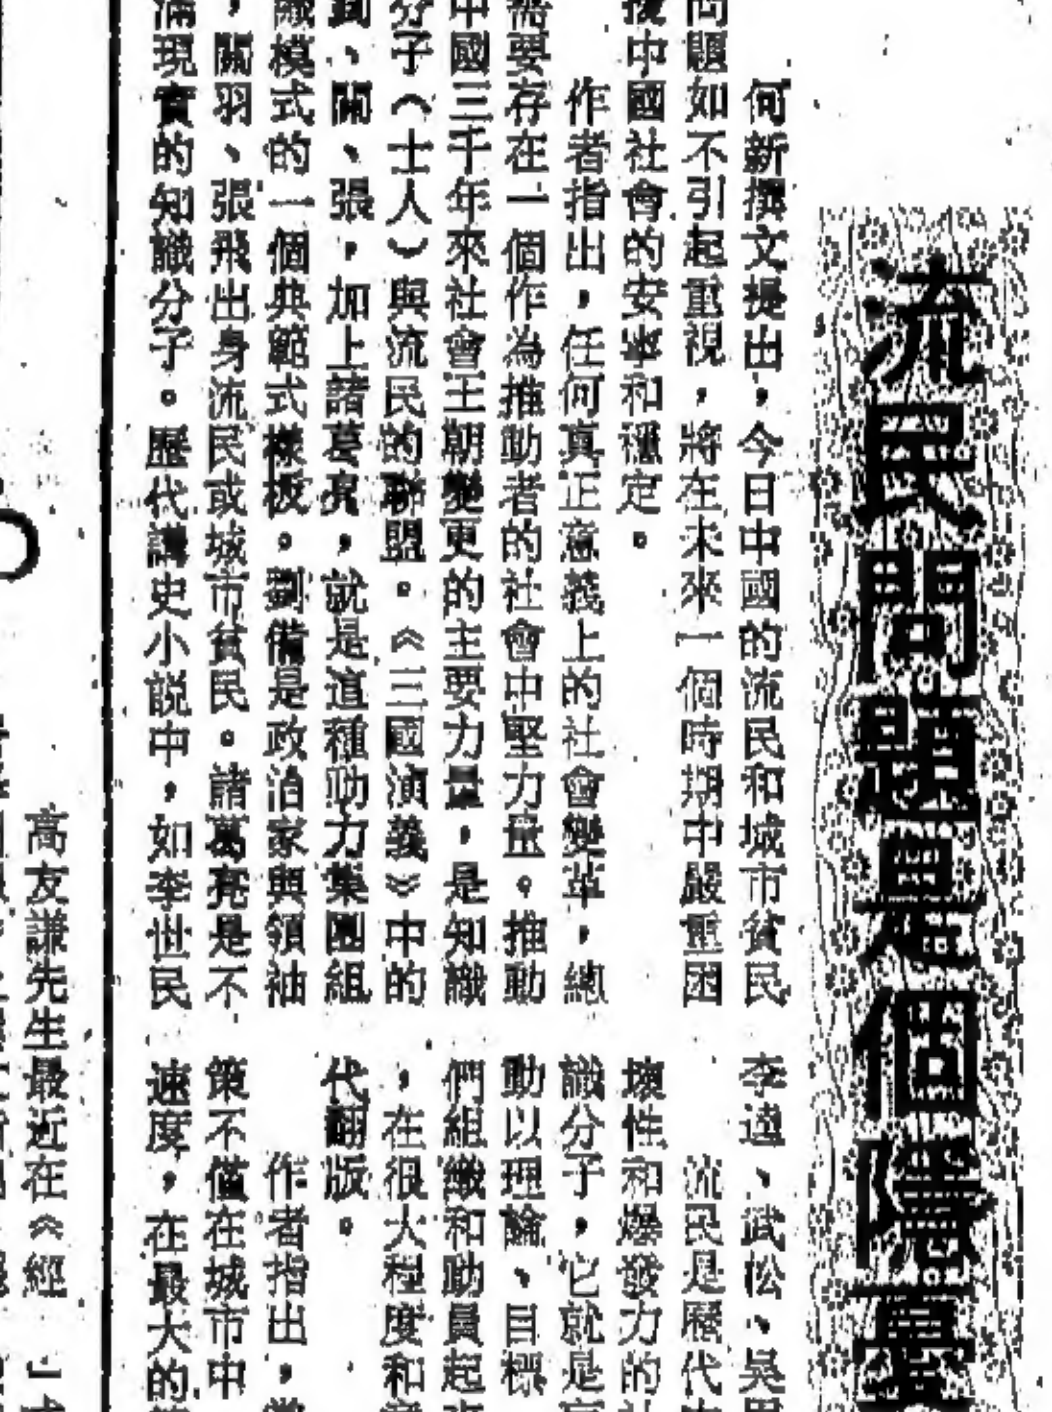 流民問題是個隱憂
何新撰文提出，今日中國的流民和城市貧民
問題如不引起重視，將在未來一個時期中嚴重困
擾中國社會的安寧和穩定。
作者指出，任何真正意義上的社會變革，總
需要存在一個作為推動者的社會中堅力量。推動
中國三千年來社會王朝變更的主要力量，是知識
分子（士人）與流民的聯盟。《三國演義》中的
劉、關、張，加上諸葛亮，就是這種動力集團組
織模式的一個典範式樣板。劉備是政治家與領袖
，關羽、張飛出身流民或城市貧民。諸葛亮是不
滿現實的知識分子。歷代講史小說中，如李世民
李逵、武松、吳用
流民是歷代
壞性和爆發力的社
識分子，它就是
動以理論、目標
們組織和動員起來
，在很大程度和
代翻版。
作者指出，
策不僅在城市中
速度，在最大的
高友謙先生最近在《經